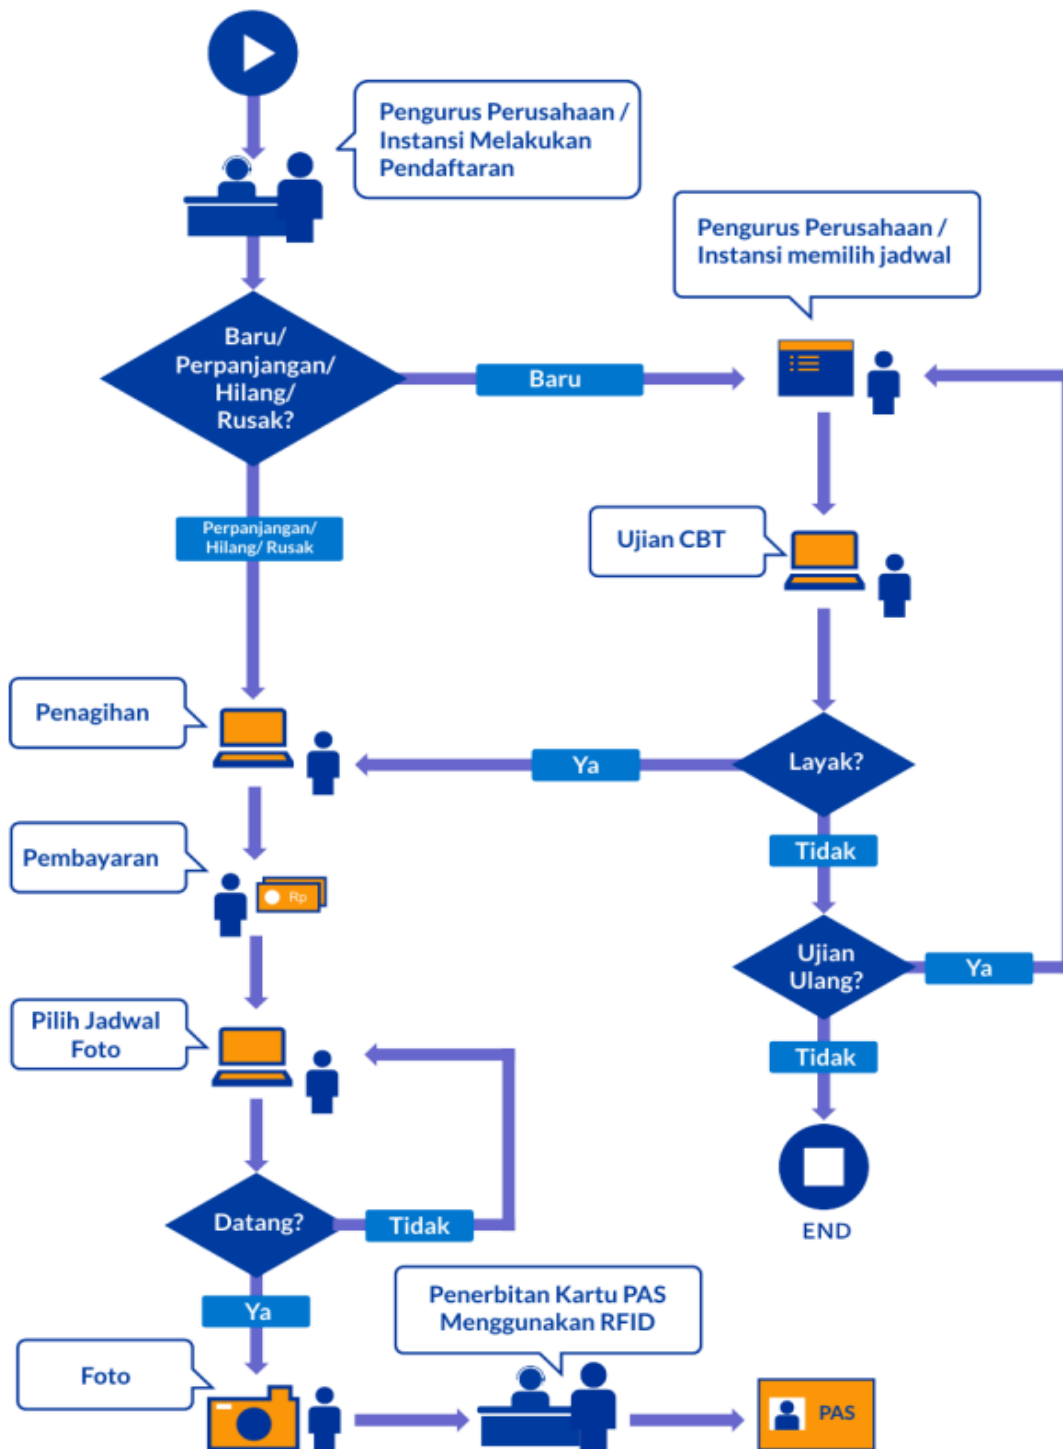 Pengurus Perusahaan /
Instansi Melakukan
Pendaftaran
Pengurus Perusahaan /
Instansi memilih jadwal
Baru/
Perpanjangan/
Hilang/
Rusak?
Baru
Perpanjangan/
Hilang/ Rusak
Ujian CBT
Penagihan
Ya
Layak?
Tidak
Pembayaran
Rp
Ujian
Ulang?
Ya
Pilih Jadwal
Foto
Tidak
Datang?
Tidak
END
Ya
Penerbitan Kartu PAS
Menggunakan RFID
Foto
PAS